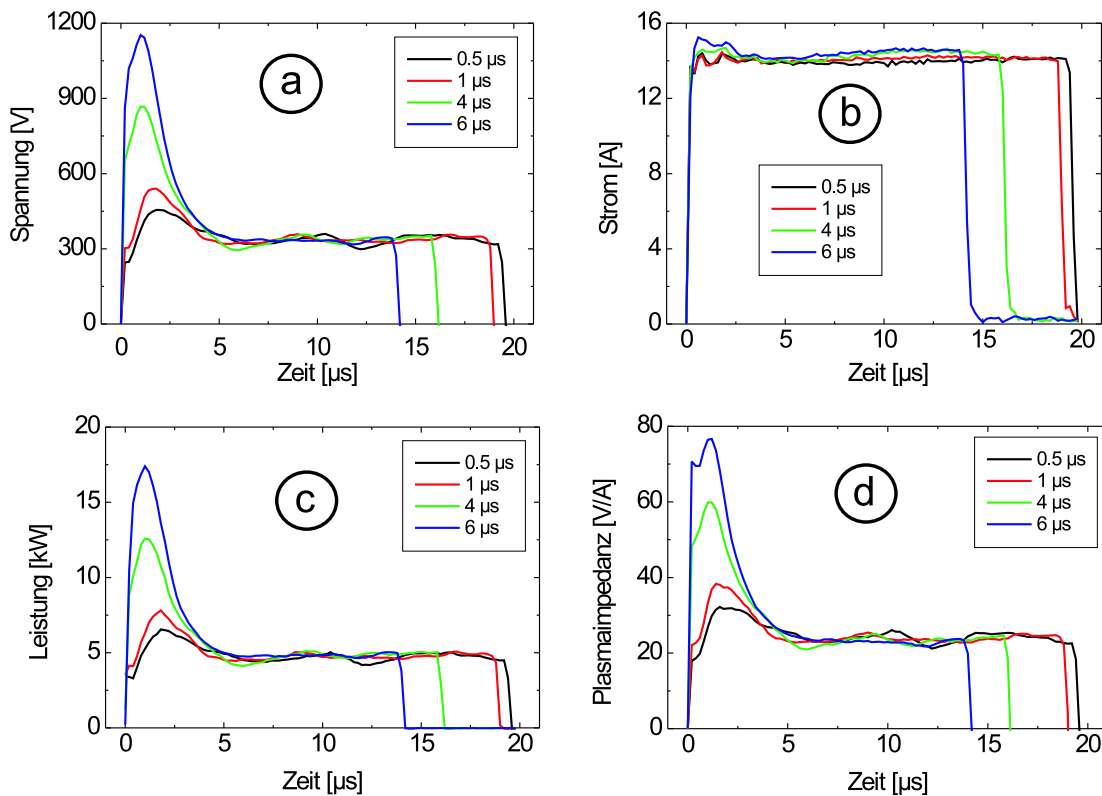 1200
900
600
300
0
Spannung [V]
0 5 10 15 20
Zeit [µs]
a
0.5 µs
1 µs
4 µs
6 µs
16
12
8
4
0
Strom [A]
0 5 10 15 20
Zeit [µs]
b
0.5 µs
1 µs
4 µs
6 µs
20
15
10
5
0
Leistung [kW]
0 5 10 15 20
Zeit [µs]
c
0.5 µs
1 µs
4 µs
6 µs
80
60
40
20
0
Plasmaimpedanz [V/A]
0 5 10 15 20
Zeit [µs]
d
0.5 µs
1 µs
4 µs
6 µs